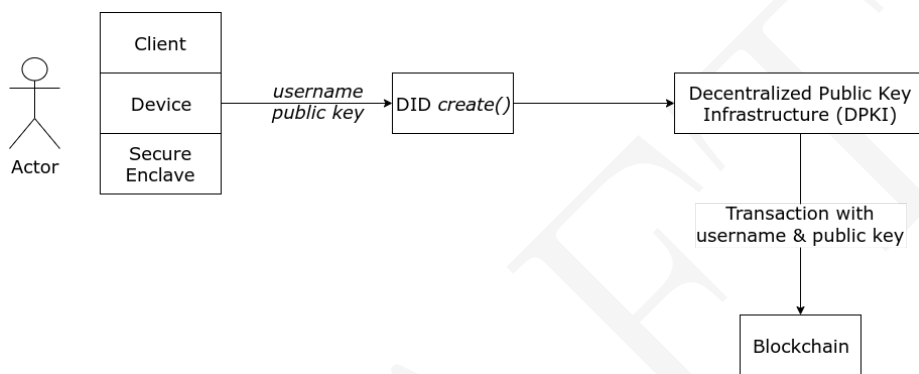 Client
Device
Secure
Enclave
Actor
username
public key
DID create()
Decentralized Public Key
Infrastructure (DPKI)
Transaction with
username & public key
Blockchain